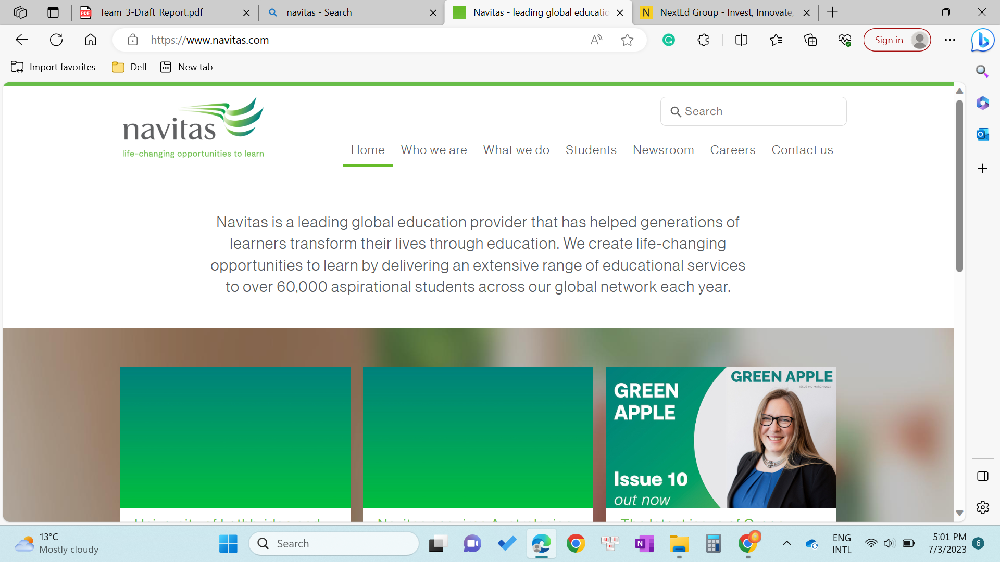 Team_3-Draft_Report.pdf
navitas - Search
Navitas - leading global educatio
NextEd Group - Invest, Innovate,
https://www.navitas.com
Sign in
Import favorites
Dell
New tab
navitas
life-changing opportunities to learn
Search
Home
Who we are
What we do
Students
Newsroom
Careers
Contact us
Navitas is a leading global education provider that has helped generations of
learners transform their lives through education. We create life-changing
opportunities to learn by delivering an extensive range of educational services
to over 60,000 aspirational students across our global network each year.
GREEN APPLE
ISSUE #10 MARCH 2023
GREEN
APPLE
Issue 10
out now
13°C
Mostly cloudy
Search
ENG
INTL
5:01 PM
7/3/2023
6